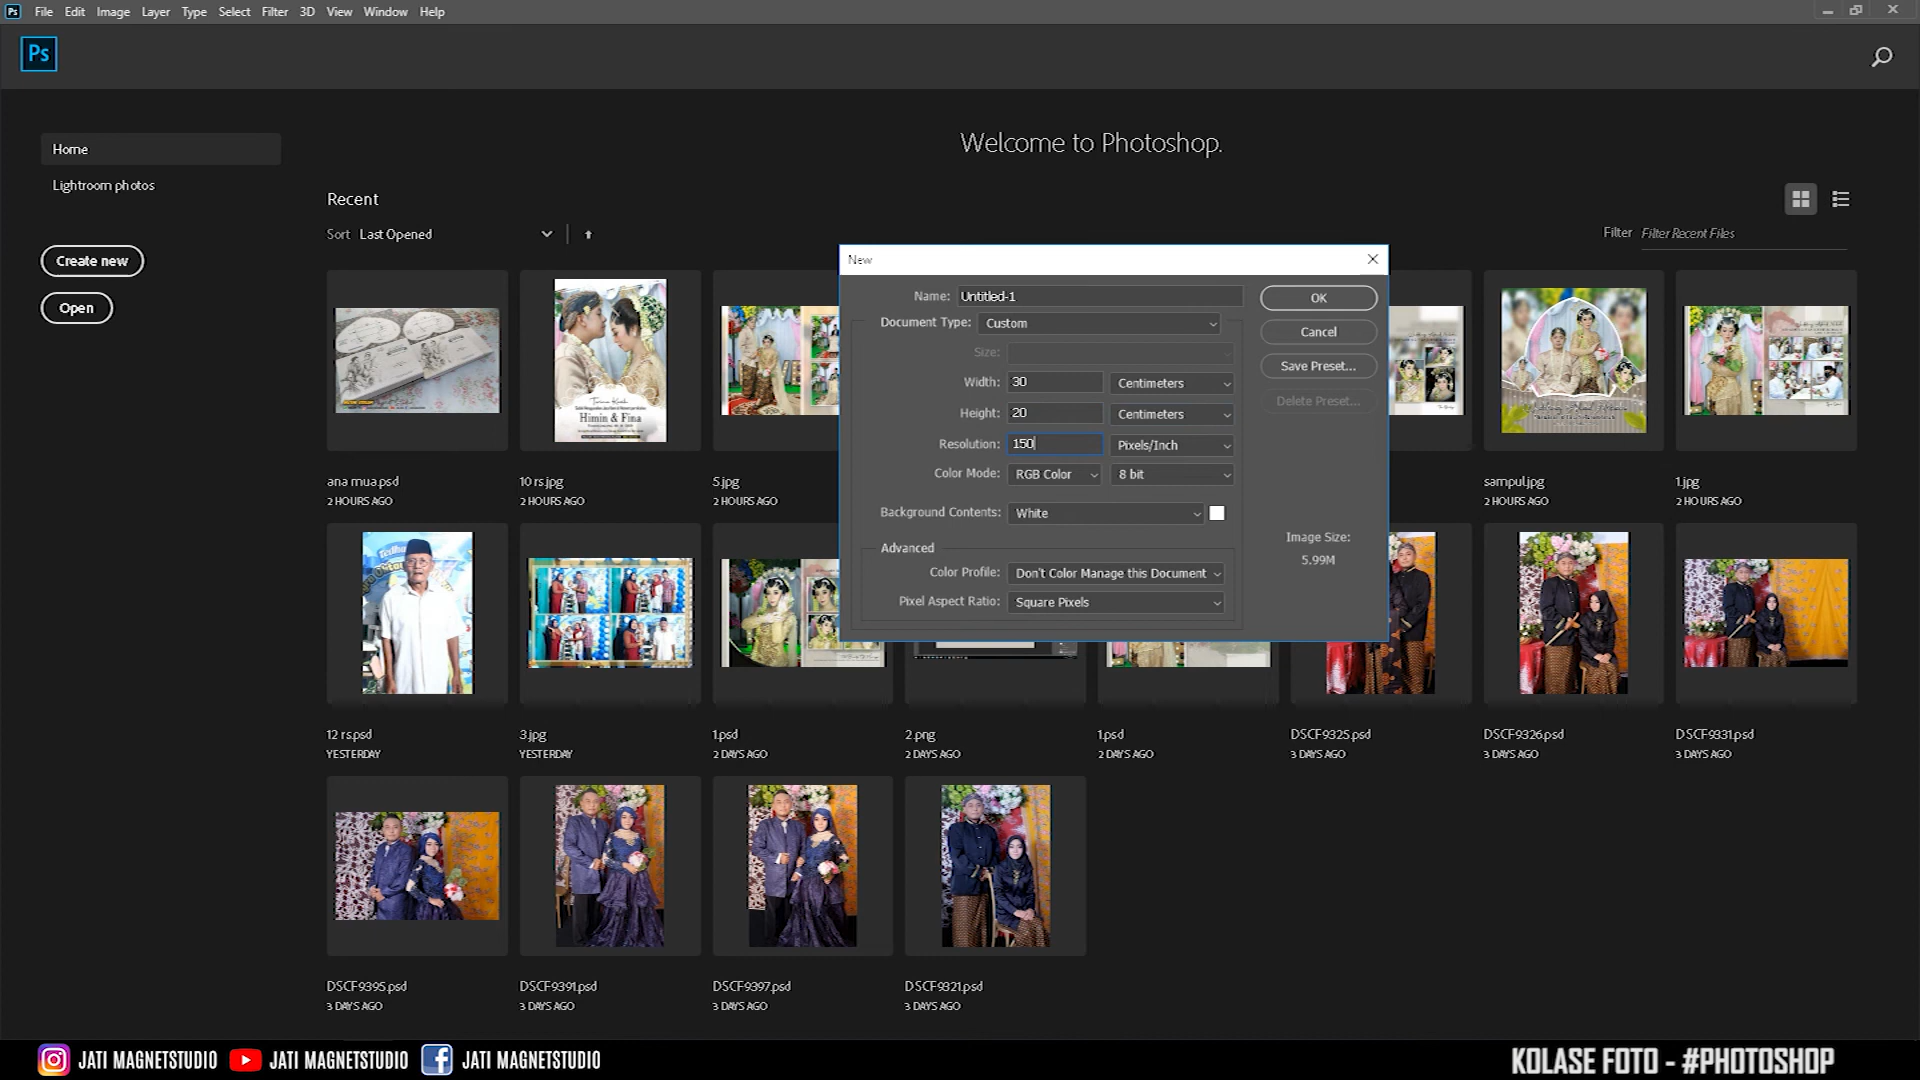 Ps File Edit Image Layer Type Select Filter 3D View Window Help
Ps
Home
Lightroom photos
Create new
Open
Welcome to Photoshop.
Recent
Sort Last Opened
Filter Filter Recent Files
New
Name: Untitled-1
Document Type: Custom
Size:
Width: 30 Centimeters
Height: 20 Centimeters
Resolution: 150 Pixels/Inch
Color Mode: RGB Color 8 bit
Background Contents: White
Advanced
Color Profile: Don't Color Manage this Document
Pixel Aspect Ratio: Square Pixels
OK
Cancel
Save Preset...
Delete Preset...
Image Size:
5.99M
Himin & Fina
ana mua.psd
2 HOURS AGO
10 rs.jpg
2 HOURS AGO
5.jpg
2 HOURS AGO
sampul.jpg
2 HOURS AGO
1.jpg
2 HOURS AGO
12 rs.psd
YESTERDAY
3.jpg
YESTERDAY
1.psd
2 DAYS AGO
2.png
2 DAYS AGO
1.psd
2 DAYS AGO
DSCF9325.psd
3 DAYS AGO
DSCF9326.psd
3 DAYS AGO
DSCF9331.psd
3 DAYS AGO
DSCF9395.psd
3 DAYS AGO
DSCF9391.psd
3 DAYS AGO
DSCF9397.psd
3 DAYS AGO
DSCF9321.psd
3 DAYS AGO
JATI MAGNETSTUDIO JATI MAGNETSTUDIO JATI MAGNETSTUDIO
KOLASE FOTO - #PHOTOSHOP